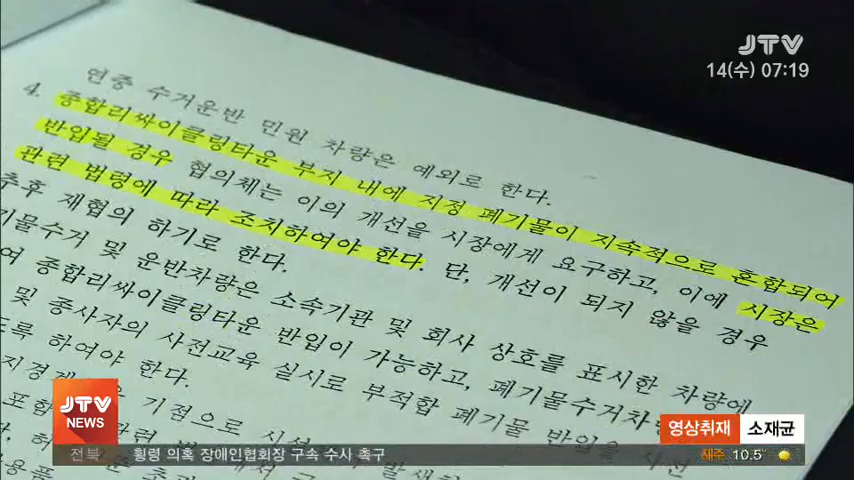 JTV
14(수) 07:19
연중 수거운반 민원 차량은 예외로 한다.
4. 종합리싸이클링타운 부지 내에 지정 폐기물이 지속적으로 혼합되어
반입될 경우 협의체는 이의 개선을 시장에게 요구하고, 이에 시장은
관련 법령에 따라 조치하여야 한다. 단, 개선이 되지 않을 경우
추후 재협의 하기로 한다.
기물수거 및 운반차량은 소속기관 및 회사 상호를 표시한 차량에
여 종합리싸이클링타운 반입이 가능하고, 폐기물수거차량
및 종사자의 사전교육 실시로 부적합 폐기물 반입을 사전
도록 하여야 한다.
기점으로
JTV
NEWS
영상취재 소재균
전북 횡령 의혹 장애인협회장 구속 수사 촉구
제주 10.5˚